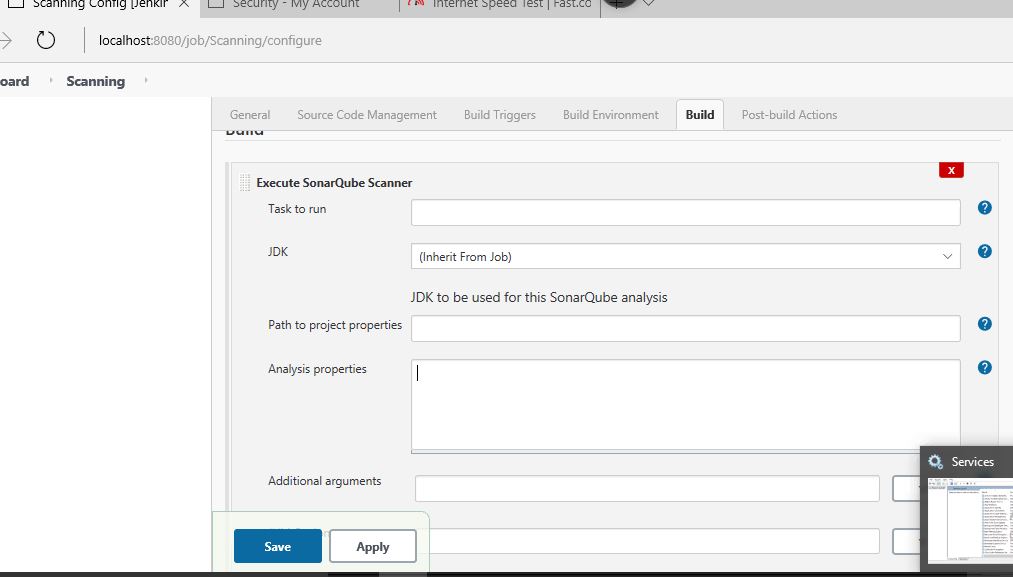 Scanning Config [Jenkin
Security - My Account
Internet Speed Test | Fast.co
localhost:8080/job/Scanning/configure
oard
Scanning
General
Source Code Management
Build Triggers
Build Environment
Build
Post-build Actions
Build
X
Execute SonarQube Scanner
Task to run
?
JDK
(Inherit From Job)
?
JDK to be used for this SonarQube analysis
Path to project properties
?
Analysis properties
?
Services
Additional arguments
Save
Apply